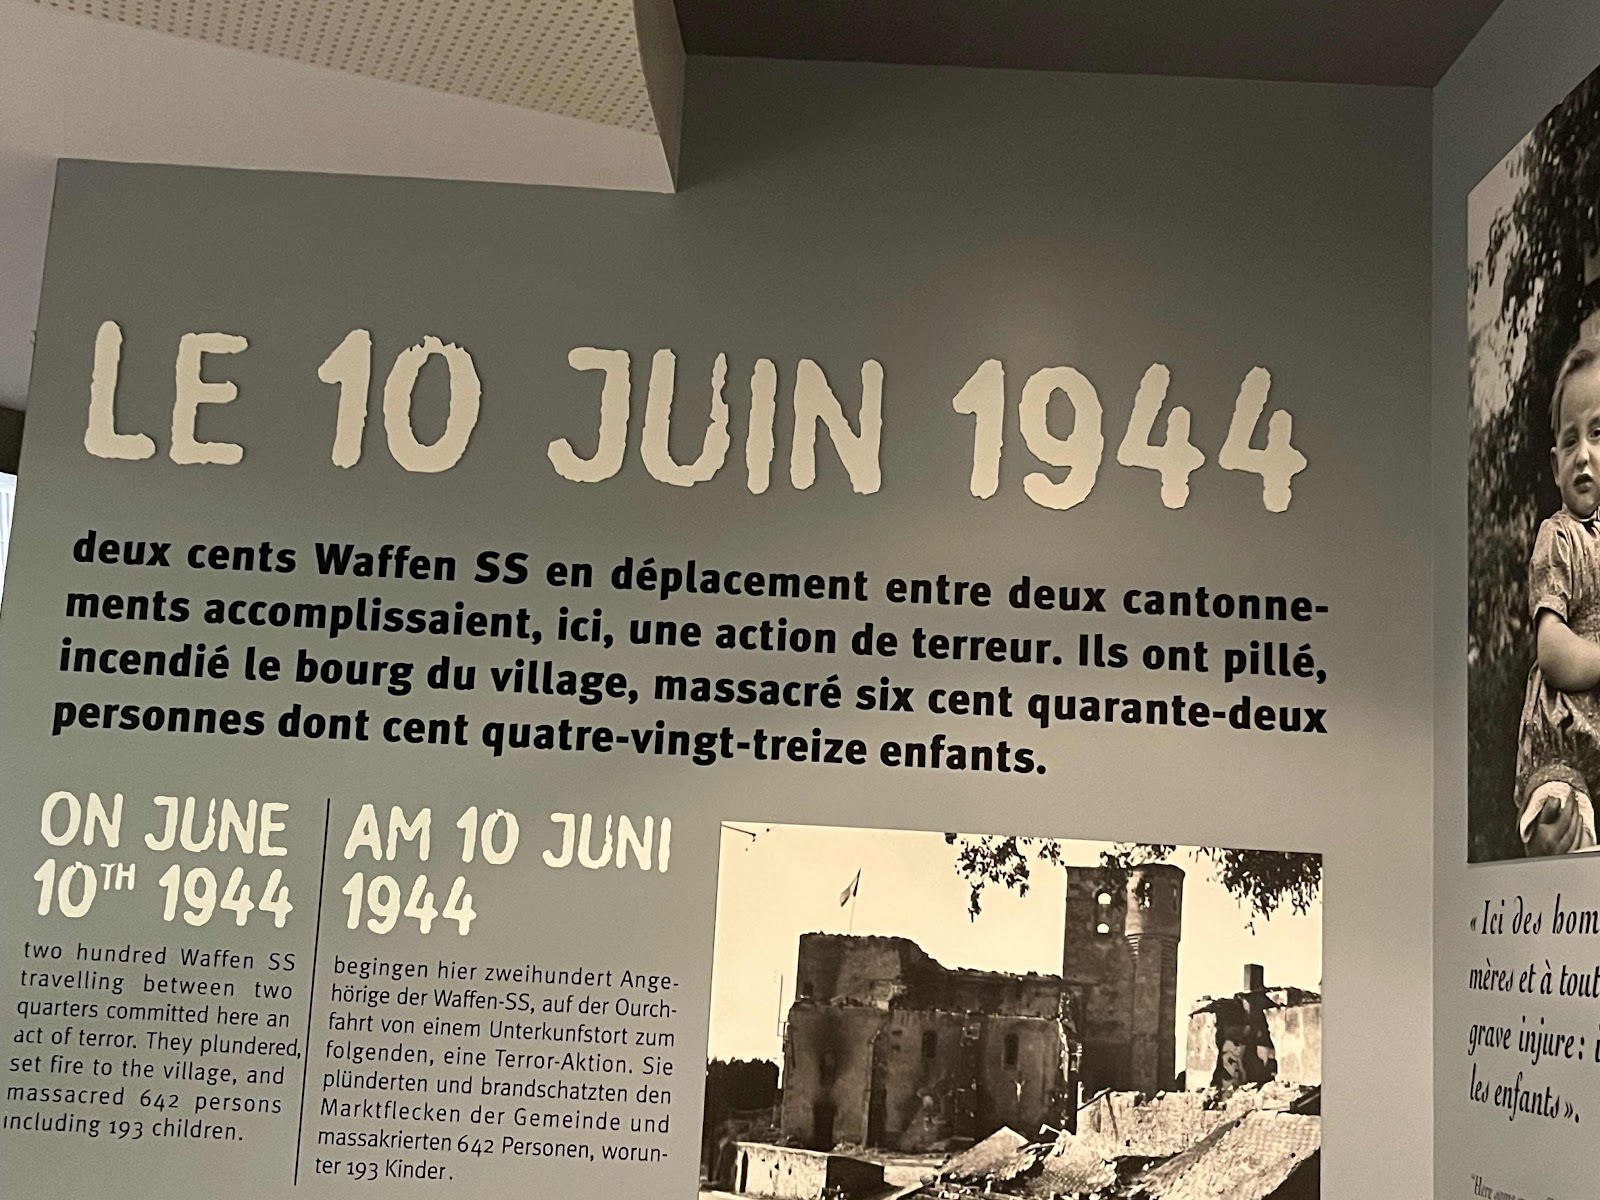 LE 10 JUIN 1944
deux cents Waffen SS en déplacement entre deux cantonne-
ments accomplissaient, ici, une action de terreur. Ils ont pillé,
incendié le bourg du village, massacré six cent quarante-deux
personnes dont cent quatre-vingt-treize enfants.
ON JUNE
10TH 1944
two hundred Waffen SS
travelling between two
quarters committed here an
act of terror. They plundered,
set fire to the village, and
massacred 642 persons
including 193 children.
AM 10 JUNI
1944
begingen hier zweihundert Ange-
hörige der Waffen-SS, auf der Ourch-
fahrt von einem Unterkunfstort zum
folgenden, eine Terror-Aktion. Sie
plünderten und brandschatzten den
Marktflecken der Gemeinde und
massakrierten 642 Personen, worun-
ter 193 Kinder.
« Ici des hom
mères et à tout
grave injure : i
les enfants ».
"Here